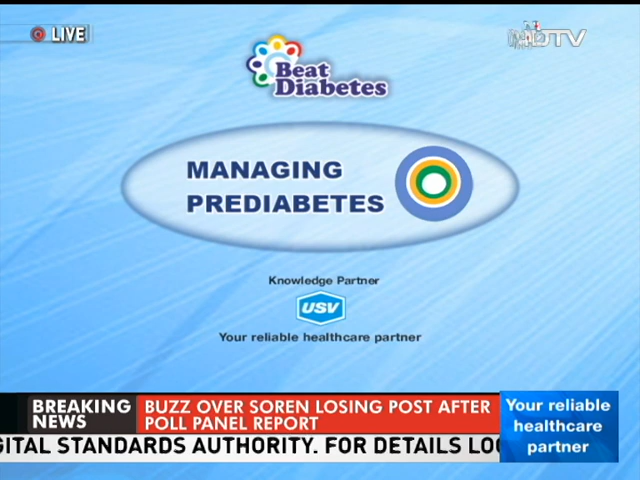 LIVE
NDTV
Beat
Diabetes
MANAGING
PREDIABETES
Knowledge Partner
USV
Your reliable healthcare partner
BREAKING
NEWS
BUZZ OVER SOREN LOSING POST AFTER
POLL PANEL REPORT
Your reliable
healthcare
partner
GITAL STANDARDS AUTHORITY. FOR DETAILS LOG